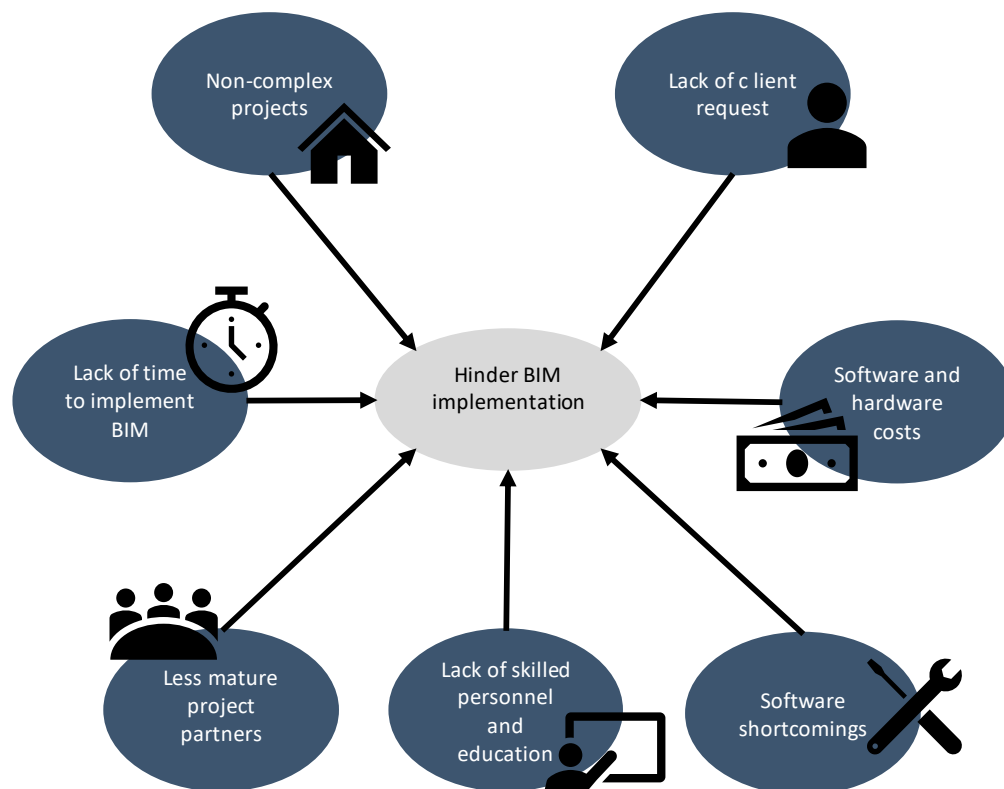 Non-complex
projects
Lack of c lient
request
Lack of time
to implement
BIM
Hinder BIM
implementation
Software and
hardware
costs
Less mature
project
partners
Lack of skilled
personnel
and
education
Software
shortcomings